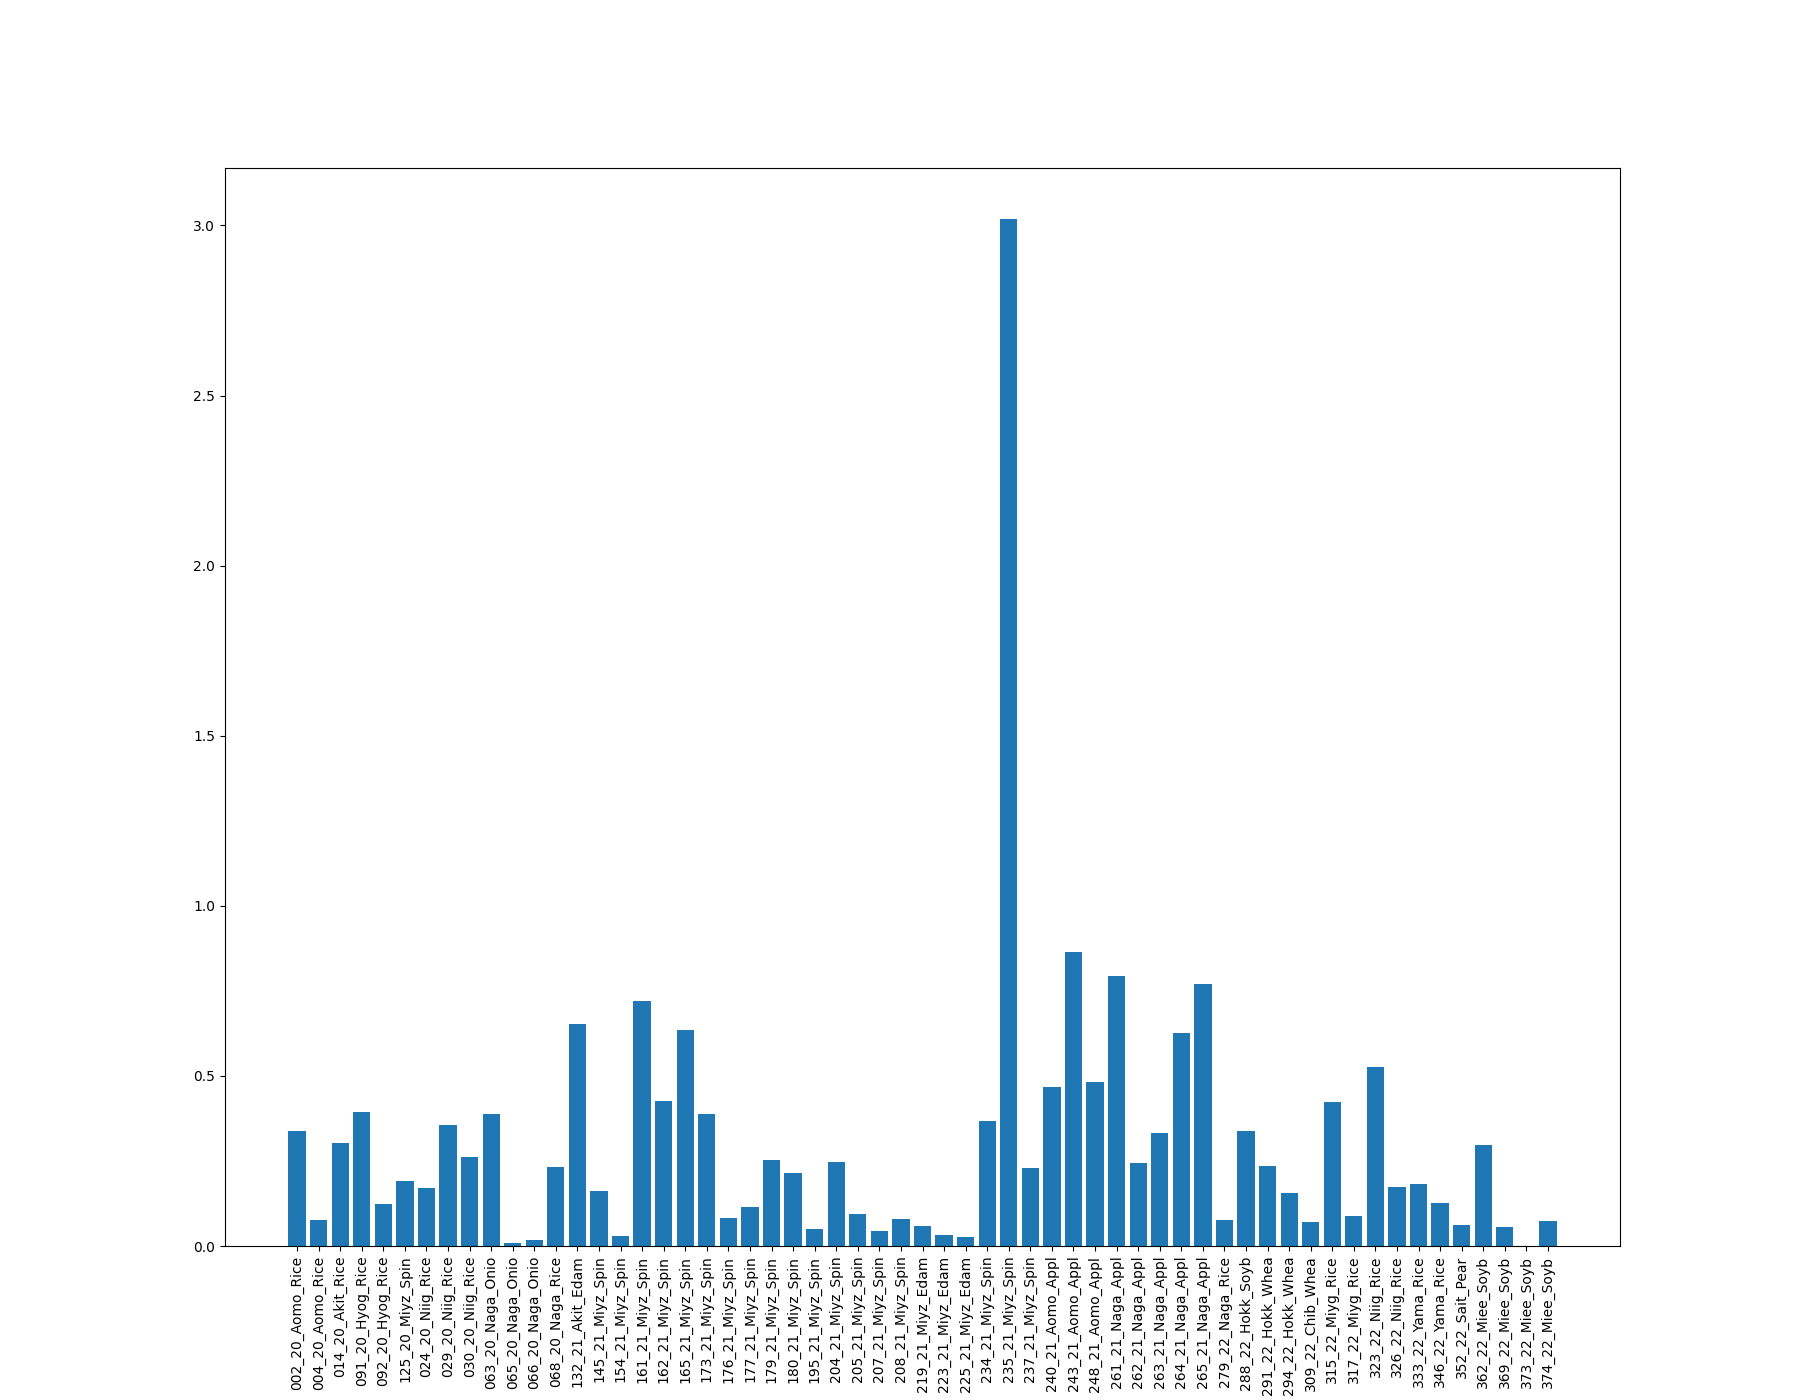 3.0
2.5
2.0
1.5
1.0
0.5
0.0
002_20_Aomo_Rice
004_20_Aomo_Rice
014_20_Akit_Rice
091_20_Hyog_Rice
092_20_Hyog_Rice
125_20_Miyz_Spin
024_20_Niig_Rice
029_20_Niig_Rice
030_20_Niig_Rice
063_20_Naga_Onio
065_20_Naga_Onio
066_20_Naga_Onio
068_20_Naga_Rice
132_21_Akit_Edam
145_21_Miyz_Spin
154_21_Miyz_Spin
161_21_Miyz_Spin
162_21_Miyz_Spin
165_21_Miyz_Spin
173_21_Miyz_Spin
176_21_Miyz_Spin
177_21_Miyz_Spin
179_21_Miyz_Spin
180_21_Miyz_Spin
195_21_Miyz_Spin
204_21_Miyz_Spin
205_21_Miyz_Spin
207_21_Miyz_Spin
208_21_Miyz_Spin
219_21_Miyz_Edam
223_21_Miyz_Edam
225_21_Miyz_Edam
234_21_Miyz_Spin
235_21_Miyz_Spin
237_21_Miyz_Spin
240_21_Aomo_Appl
243_21_Aomo_Appl
248_21_Aomo_Appl
261_21_Naga_Appl
262_21_Naga_Appl
263_21_Naga_Appl
264_21_Naga_Appl
265_21_Naga_Appl
279_22_Naga_Rice
288_22_Hokk_Soyb
291_22_Hokk_Whea
294_22_Hokk_Whea
309_22_Chib_Whea
315_22_Miyg_Rice
317_22_Miyg_Rice
323_22_Niig_Rice
326_22_Niig_Rice
333_22_Yama_Rice
346_22_Yama_Rice
352_22_Sait_Pear
362_22_Miee_Soyb
369_22_Miee_Soyb
373_22_Miee_Soyb
374_22_Miee_Soyb